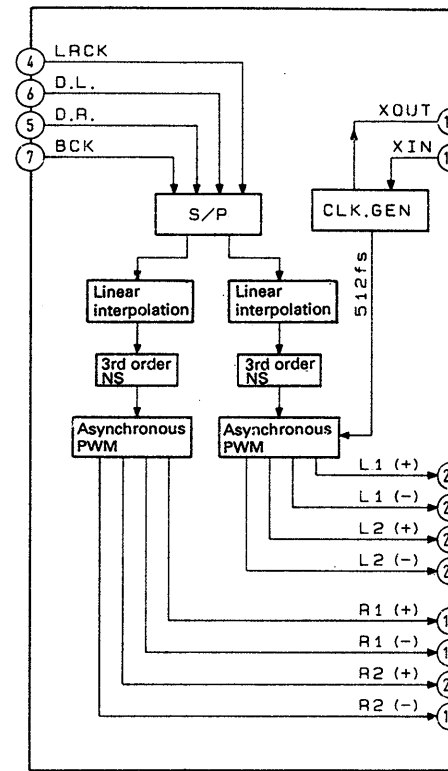 4 LRCK
6 D.L.
5 D.R.
7 BCK
XOUT
XIN
S/P
CLK.GEN
512fs
Linear
interpolation
Linear
interpolation
3rd order
NS
3rd order
NS
Asynchronous
PWM
Asynchronous
PWM
L1 (+)
L1 (-)
L2 (+)
L2 (-)
R1 (+)
R1 (-)
R2 (+)
R2 (-)